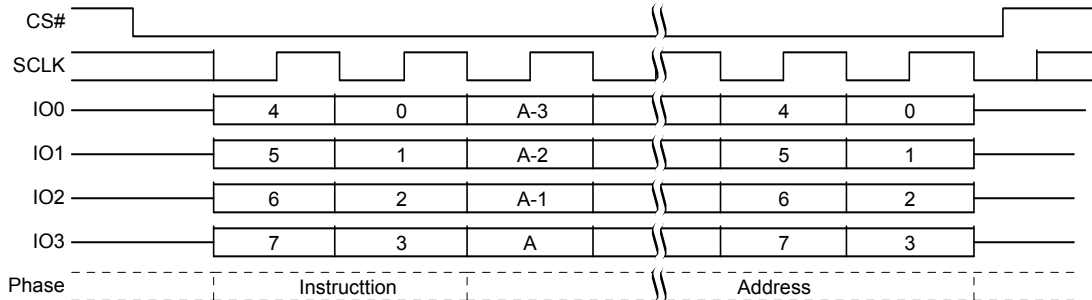 CS#
SCLK
IO0 4 0 A-3 4 0
IO1 5 1 A-2 5 1
IO2 6 2 A-1 6 2
IO3 7 3 A 7 3
Phase Instructtion Address